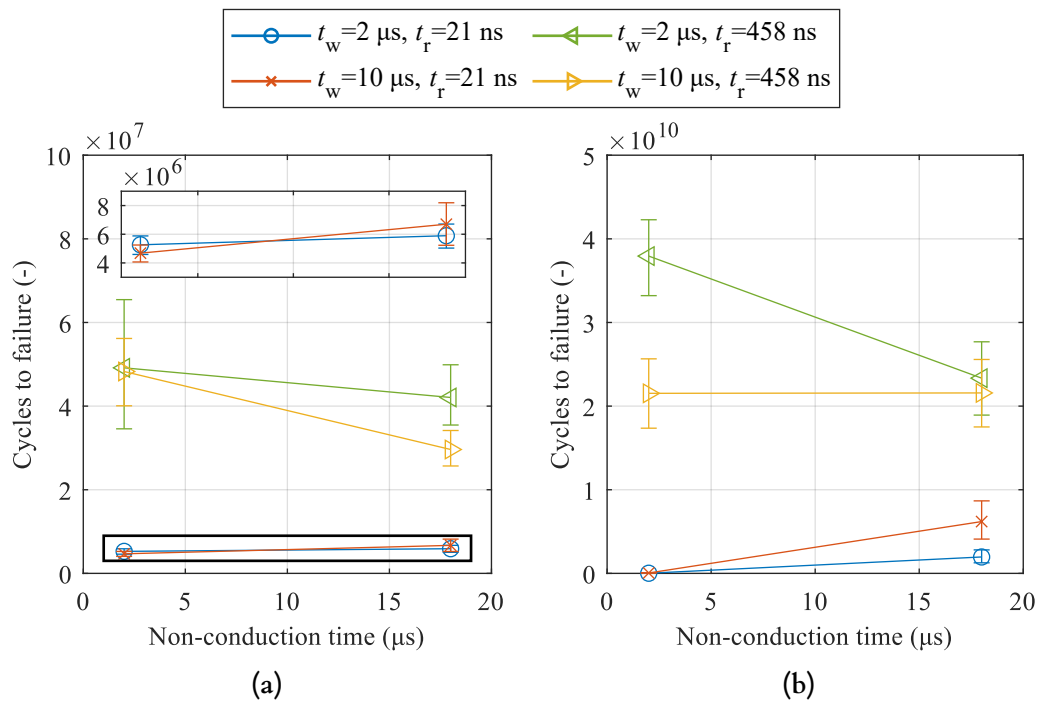 t_w=2 μs, t_r=21 ns
t_w=2 μs, t_r=458 ns
t_w=10 μs, t_r=21 ns
t_w=10 μs, t_r=458 ns
×10^7
10
8
6
4
2
0
×10^6
8
6
4
Cycles to failure (-)
0 5 10 15 20
Non-conduction time (μs)
(a)
×10^10
5
4
3
2
1
0
Cycles to failure (-)
0 5 10 15 20
Non-conduction time (μs)
(b)